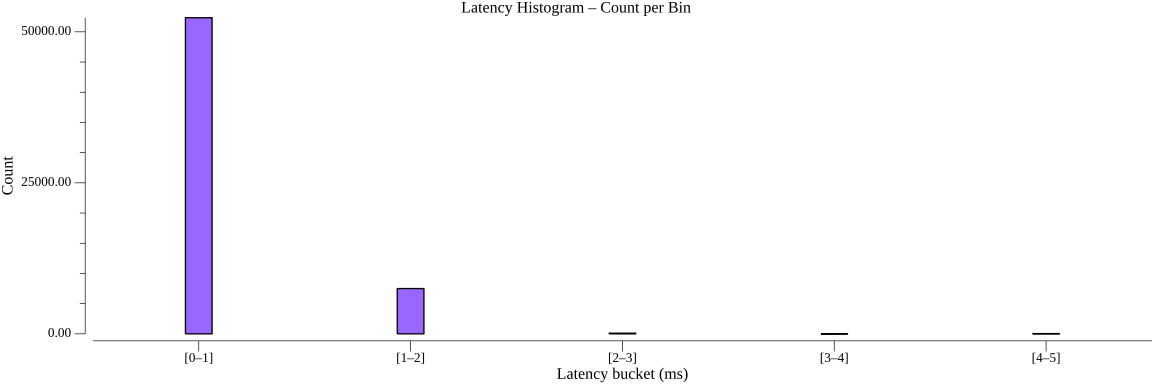 Latency Histogram – Count per Bin
50000.00
25000.00
0.00
Count
[0–1]
[1–2]
[2–3]
[3–4]
[4–5]
Latency bucket (ms)